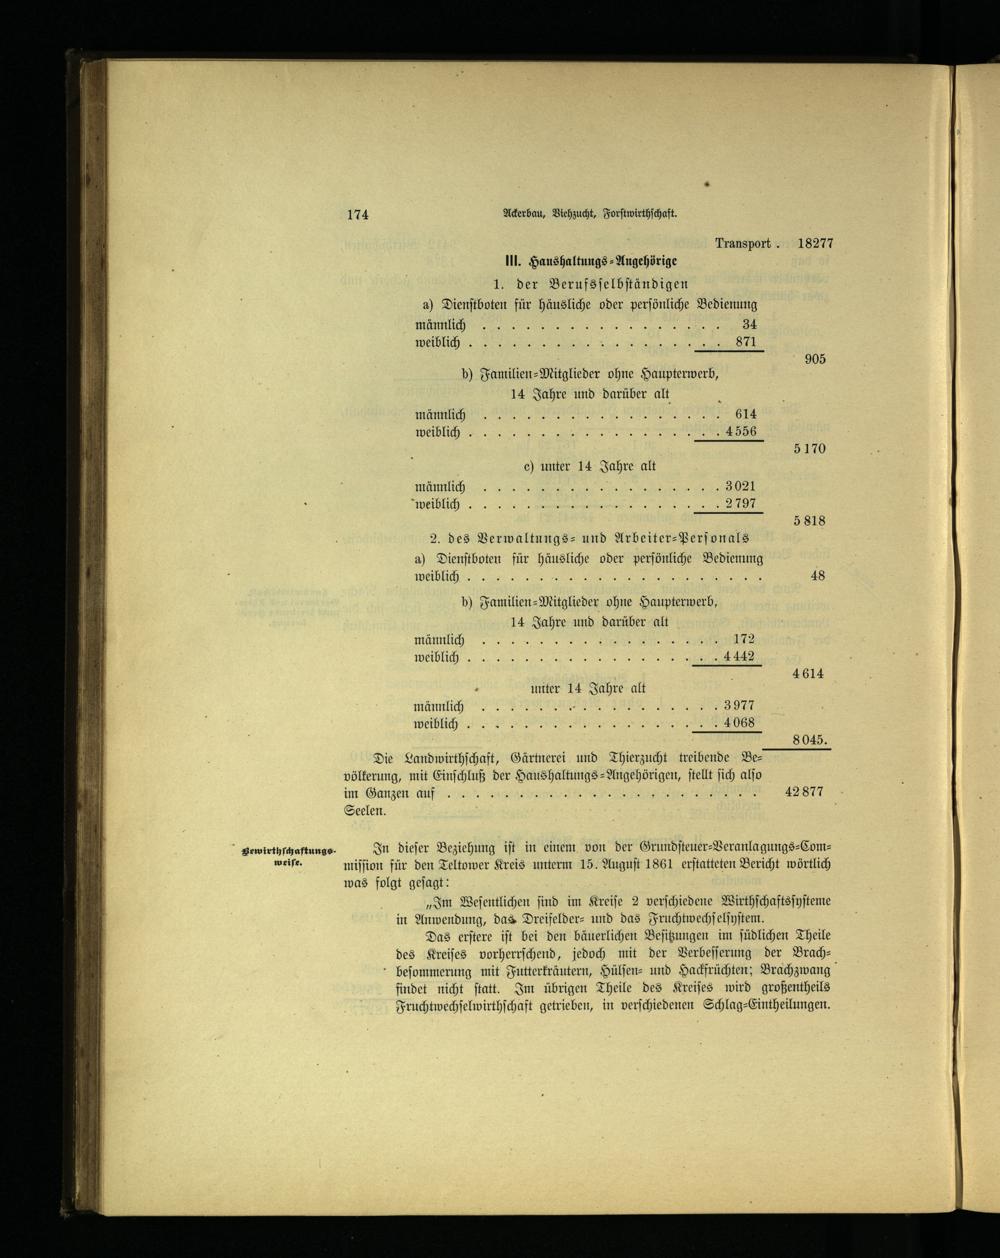 174 Ackerbau, Viehzucht, Forstwirthschaft.
Transport . 18277
III. Haushaltungs-Angehörige
1. der Berufsselbständigen
a) Dienstboten für häusliche oder persönliche Bedienung
männlich . . . . . . . . . . . . . . . . . 34
weiblich . . . . . . . . . . . . . . . . . . 871
905
b) Familien-Mitglieder ohne Haupterwerb,
14 Jahre und darüber alt
männlich . . . . . . . . . . . . . . . . . 614
weiblich . . . . . . . . . . . . . . . . . . 4556
5170
c) unter 14 Jahre alt
männlich . . . . . . . . . . . . . . . . . 3021
weiblich . . . . . . . . . . . . . . . . . . 2797
5818
2. des Verwaltungs- und Arbeiter-Personals
a) Dienstboten für häusliche oder persönliche Bedienung
weiblich . . . . . . . . . . . . . . . . . . . . . 48
b) Familien-Mitglieder ohne Haupterwerb,
14 Jahre und darüber alt
männlich . . . . . . . . . . . . . . . . . 172
weiblich . . . . . . . . . . . . . . . . . . 4442
4614
unter 14 Jahre alt
männlich . . . . . . . . . . . . . . . . . 3977
weiblich . . . . . . . . . . . . . . . . . . 4068
8045.
Die Landwirthschaft, Gärtnerei und Thierzucht treibende Be-
völkerung, mit Einschluß der Haushaltungs-Angehörigen, stellt sich also
im Ganzen auf . . . . . . . . . . . . . . . . . . . . . . 42877
Seelen.
Bewirthschaftungs-
weise.
In dieser Beziehung ist in einem von der Grundsteuer-Veranlagungs-Com-
mission für den Teltower Kreis unterm 15. August 1861 erstatteten Bericht wörtlich
was folgt gesagt:
„Im Wesentlichen sind im Kreise 2 verschiedene Wirthschaftssysteme
in Anwendung, das Dreifelder- und das Fruchtwechselsystem.
Das erstere ist bei den bäuerlichen Besitzungen im südlichen Theile
des Kreises vorherrschend, jedoch mit der Verbesserung der Brach-
besommerung mit Futterkräutern, Hülsen- und Hackfrüchten; Brachzwang
findet nicht statt. Im übrigen Theile des Kreises wird großentheils
Fruchtwechselwirthschaft getrieben, in verschiedenen Schlag-Eintheilungen.